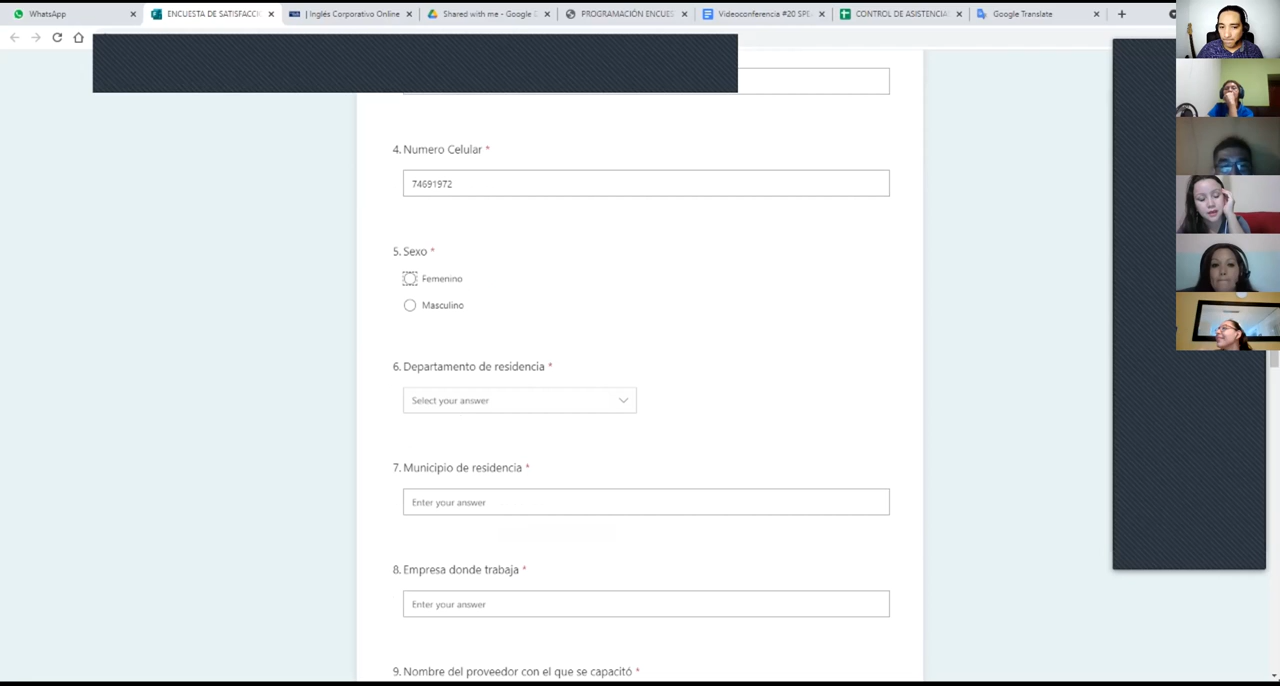 WhatsApp
ENCUESTA DE SATISFACCI
| Inglés Corporativo Online
Shared with me - Google
PROGRAMACIÓN ENCUES
Videoconferencia #20 SPE
CONTROL DE ASISTENCIA
Google Translate
4. Numero Celular *
74691972
5. Sexo *
Femenino
Masculino
6. Departamento de residencia *
Select your answer
7. Municipio de residencia *
Enter your answer
8. Empresa donde trabaja *
Enter your answer
9. Nombre del proveedor con el que se capacitó *